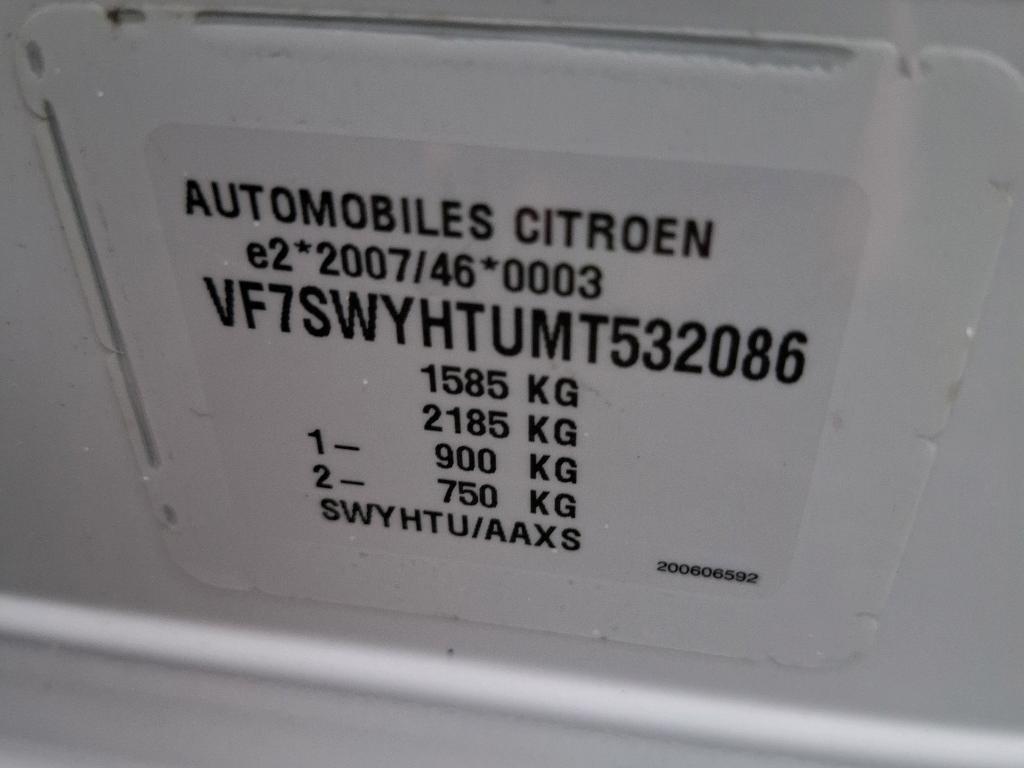 AUTOMOBILES CITROEN
e2*2007/46*0003
VF7SWYHTUMT532086
1585 KG
2185 KG
1- 900 KG
2- 750 KG
SWYHTU/AAXS
200606592